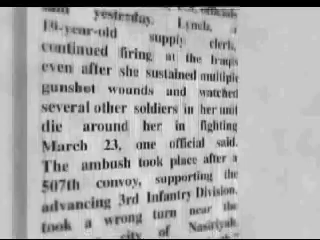 said yesterday. Lynch, a
19-year-old supply clerk,
continued firing at the Iraqis
even after she sustained multiple
gunshot wounds and watched
several other soldiers in her unit
die around her in fighting
March 23, one official said.
The ambush took place after a
507th convoy, supporting the
advancing 3rd Infantry Division,
took a wrong turn near the
city of Nasiriyah